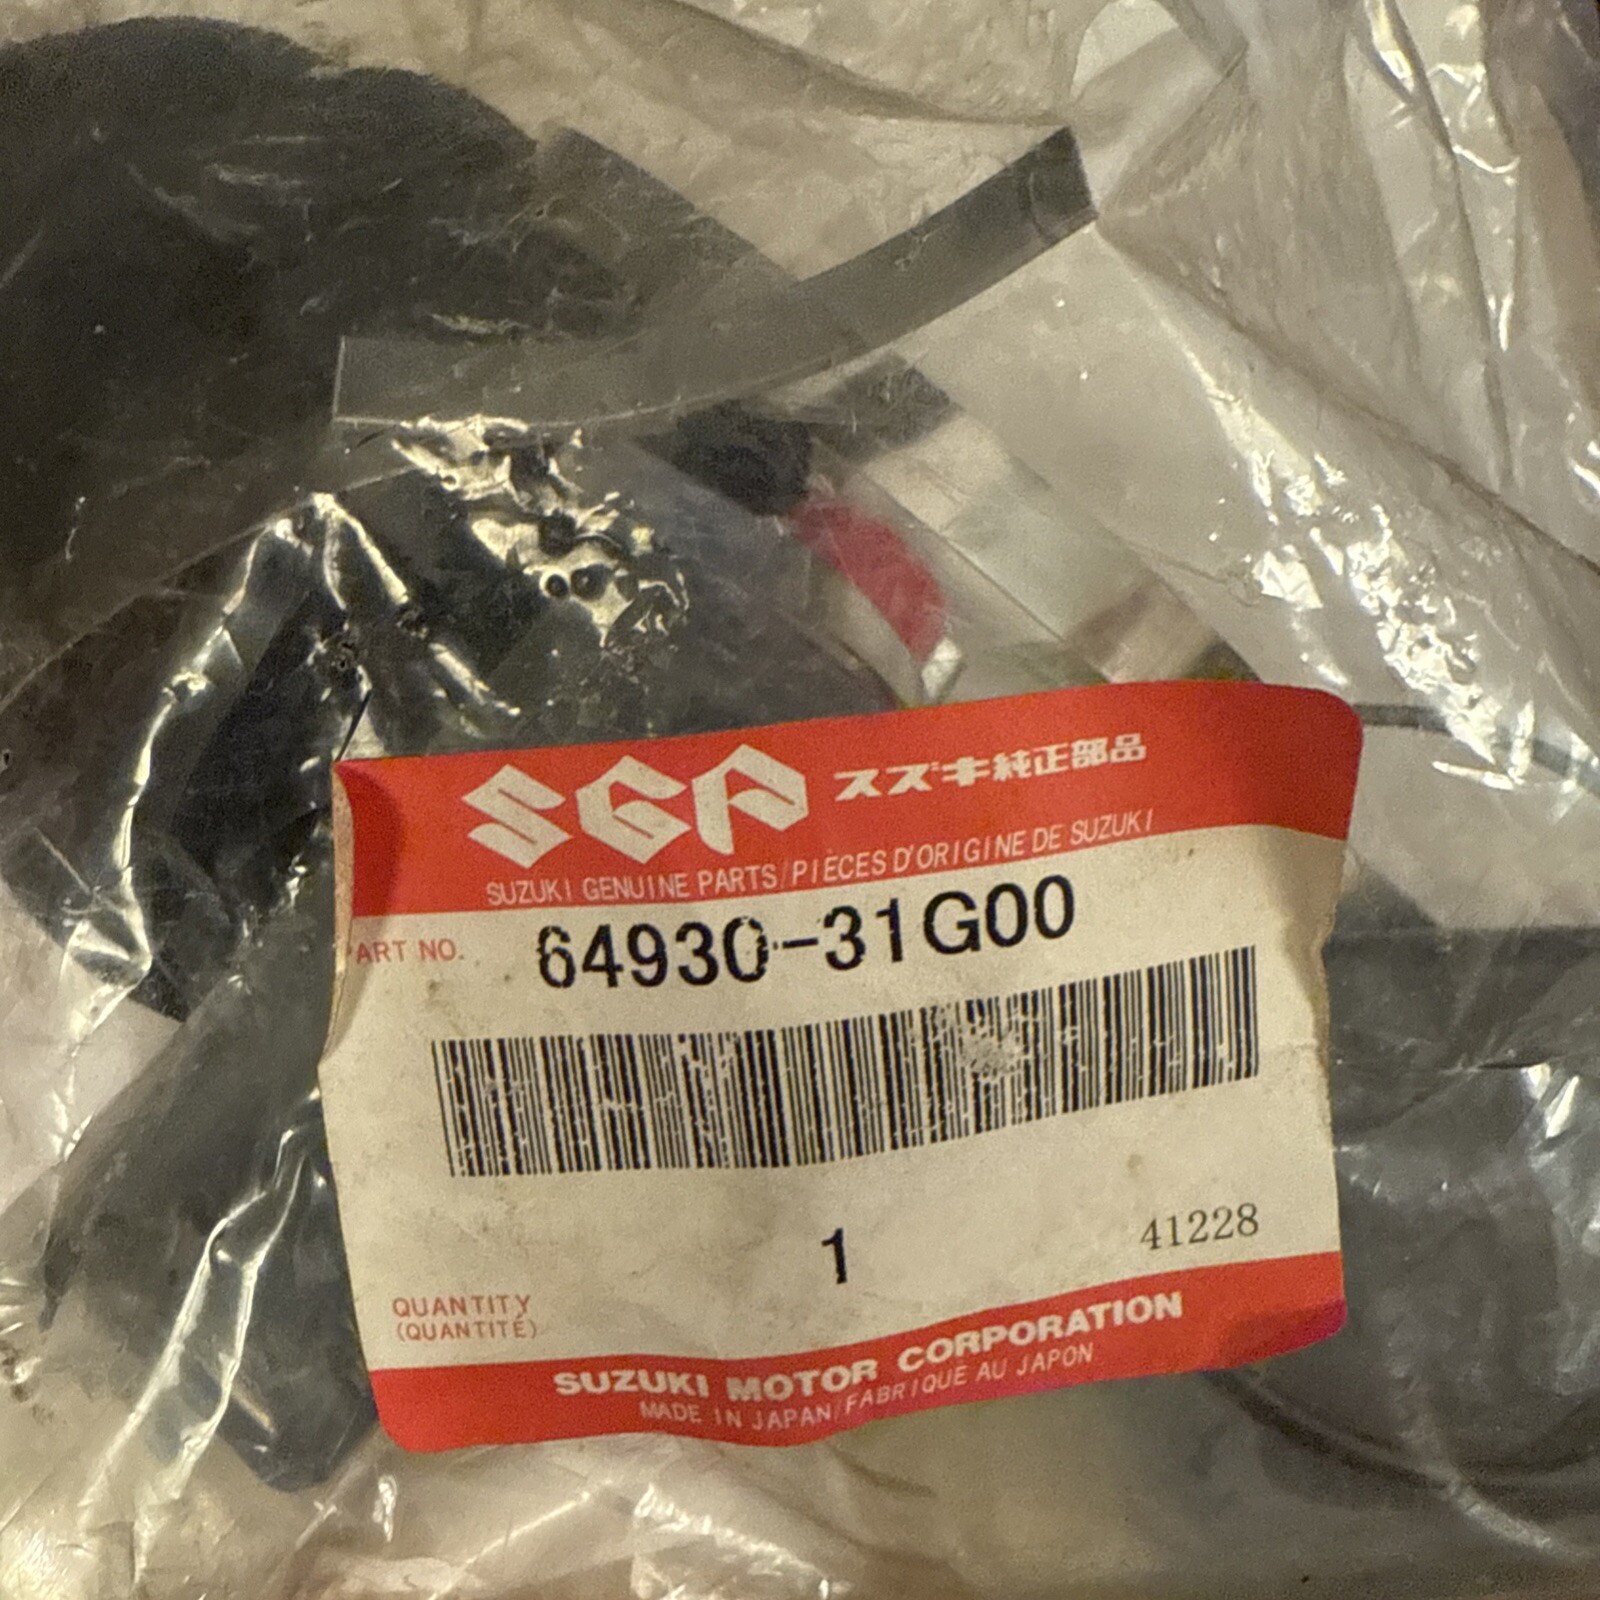 SGP スズキ純正部品
SUZUKI GENUINE PARTS/PIÈCES D'ORIGINE DE SUZUKI
PART NO. 64930-31G00
1
41228
QUANTITY
(QUANTITÉ)
SUZUKI MOTOR CORPORATION
MADE IN JAPAN/FABRIQUE AU JAPON